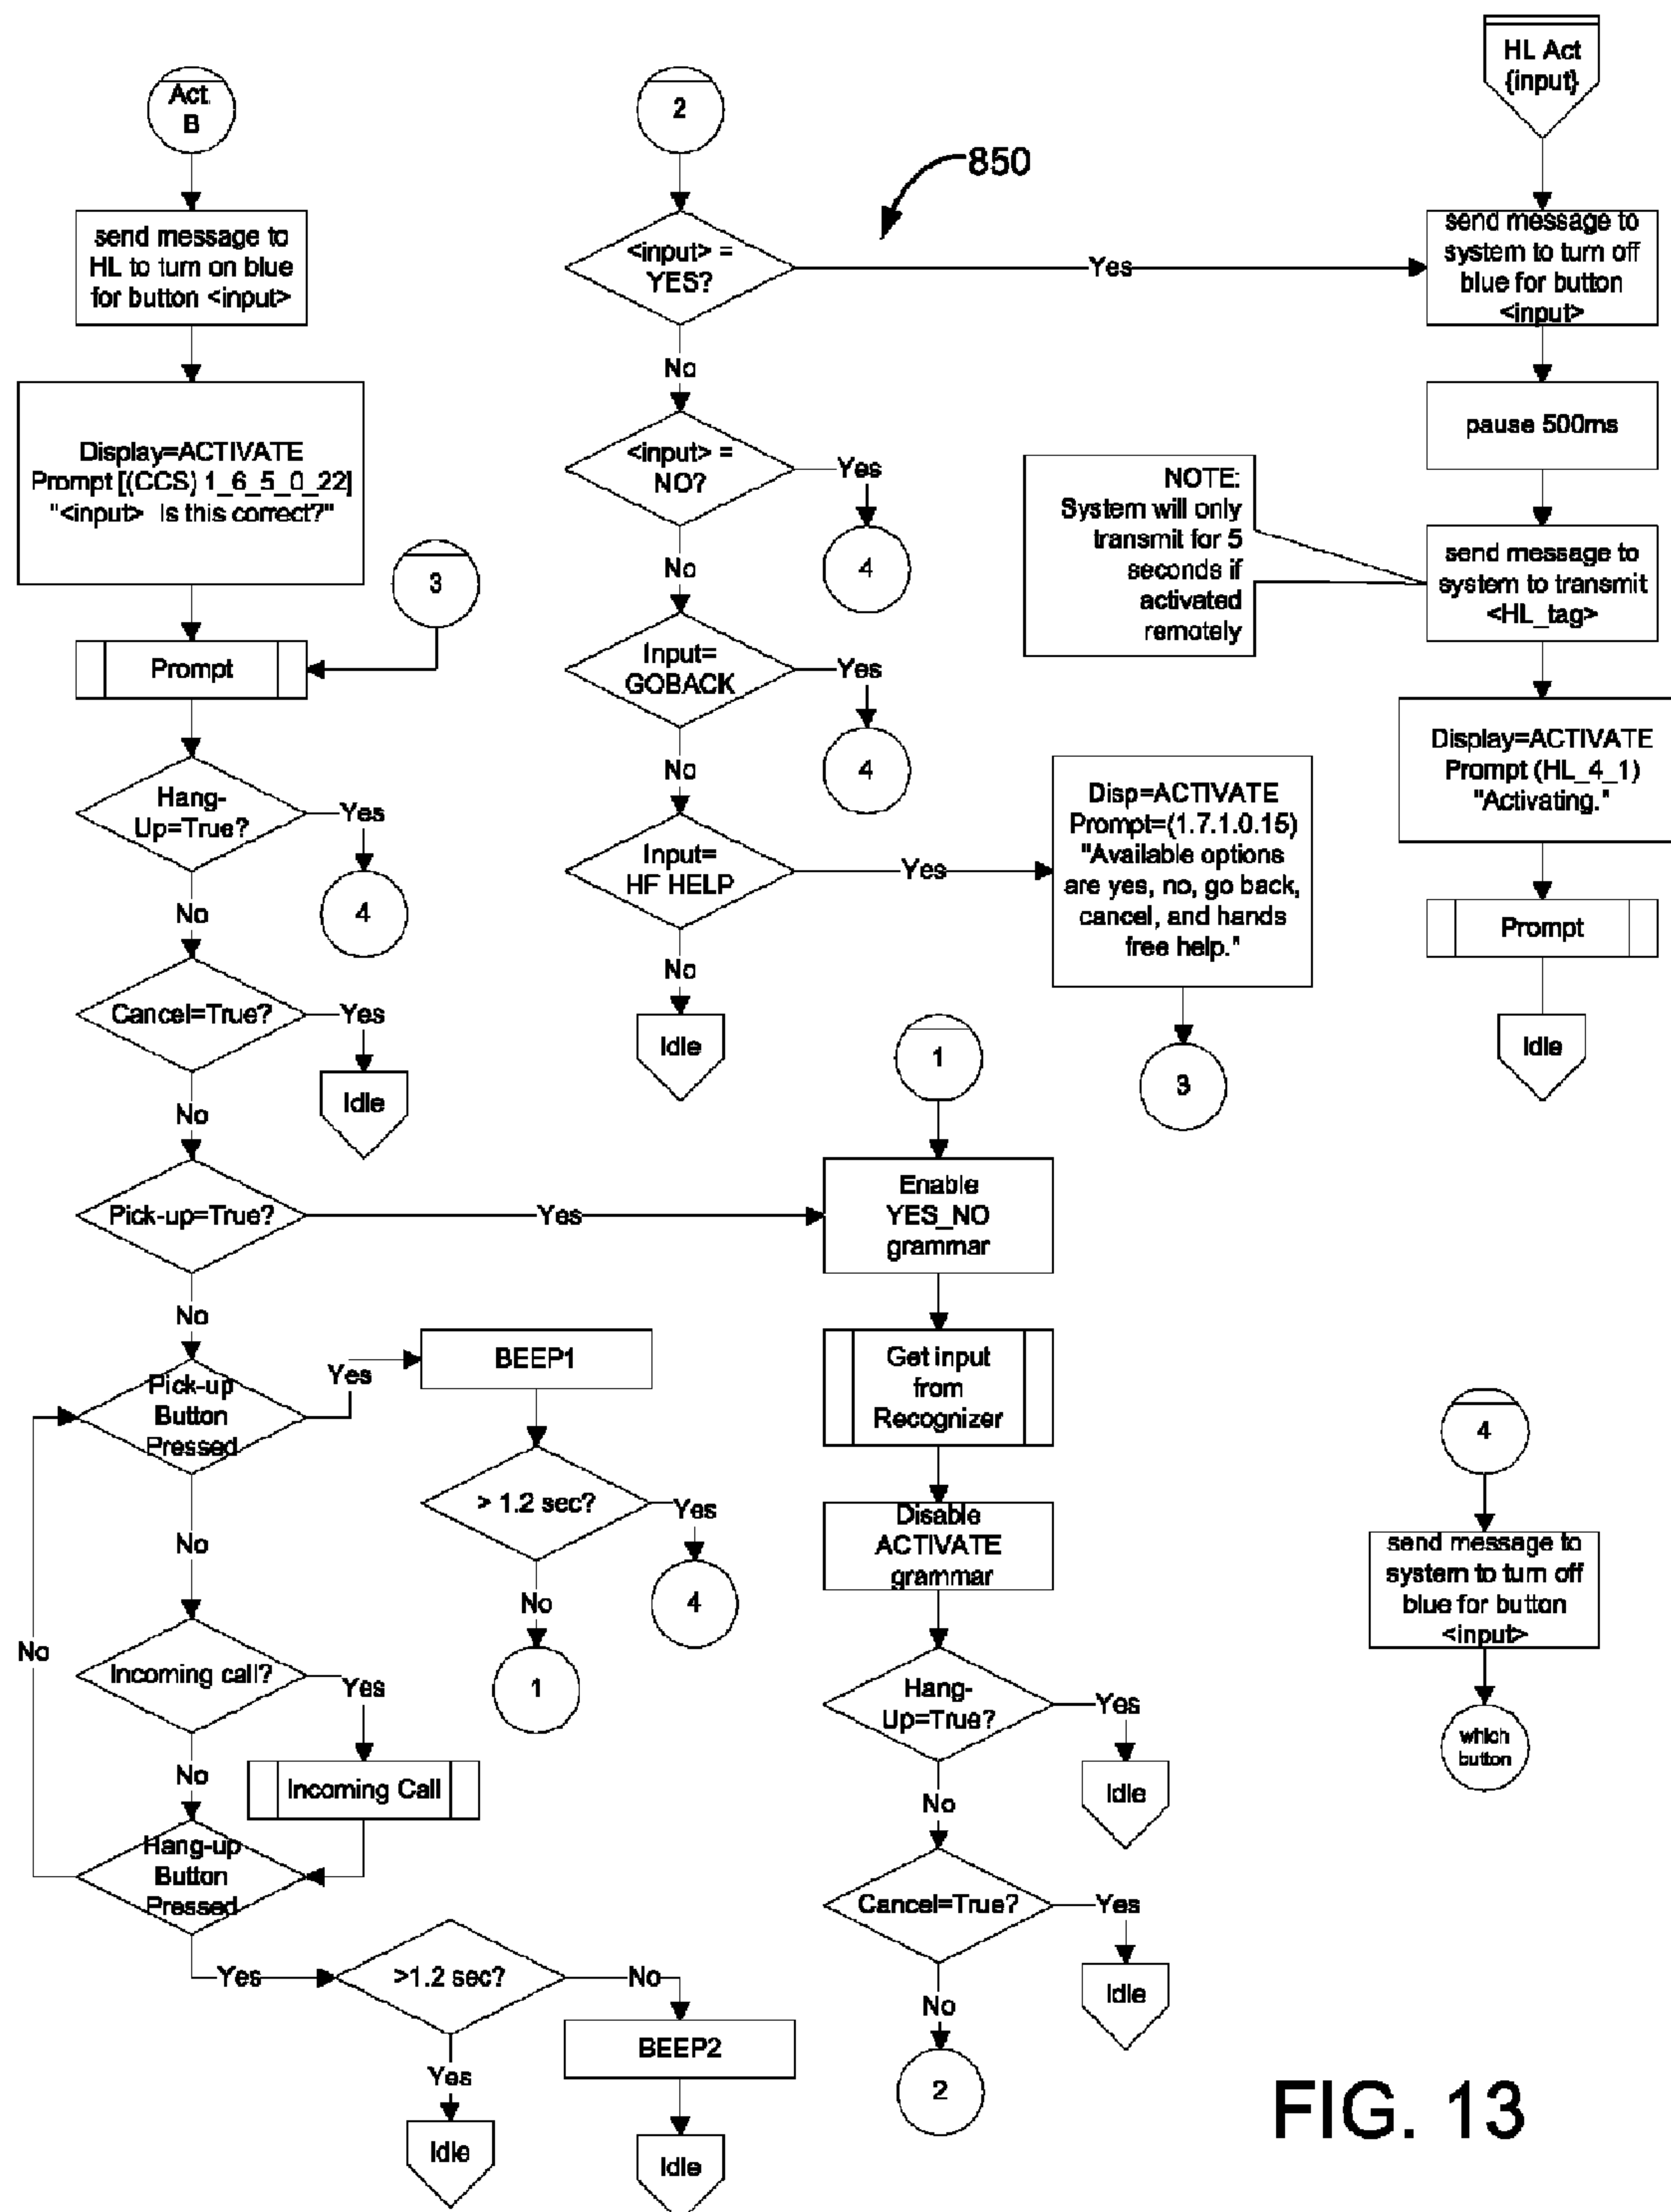 Act.
B
send message to
HL to turn on blue
for button <input>
Display=ACTIVATE
Prompt [(CCS) 1_6_5_0_22]
"<input> Is this correct?"
3
Prompt
Hang-
Up=True?
Yes
4
No
Cancel=True?
Yes
Idle
No
Pick-up=True?
Yes
No
Pick-up
Button
Pressed
Yes
BEEP1
> 1.2 sec?
Yes
4
No
1
No
Incoming call?
Yes
Incoming Call
No
Hang-up
Button
Pressed
No
Yes
>1.2 sec?
No
BEEP2
Idle
Yes
Idle
2
850
<input> =
YES?
Yes
No
<input> =
NO?
Yes
4
No
Input=
GOBACK
Yes
4
No
Input=
HF HELP
Yes
Disp=ACTIVATE
Prompt=(1.7.1.0.15)
"Available options
are yes, no, go back,
cancel, and hands
free help."
3
No
Idle
1
Enable
YES_NO
grammar
Get input
from
Recognizer
Disable
ACTIVATE
grammar
Hang-
Up=True?
Yes
Idle
No
Cancel=True?
Yes
Idle
No
2
HL Act
{input}
send message to
system to turn off
blue for button
<input>
pause 500ms
NOTE:
System will only
transmit for 5
seconds if
activated
remotely
send message to
system to transmit
<HL_tag>
Display=ACTIVATE
Prompt (HL_4_1)
"Activating."
Prompt
Idle
4
send message to
system to turn off
blue for button
<input>
which
button
FIG. 13